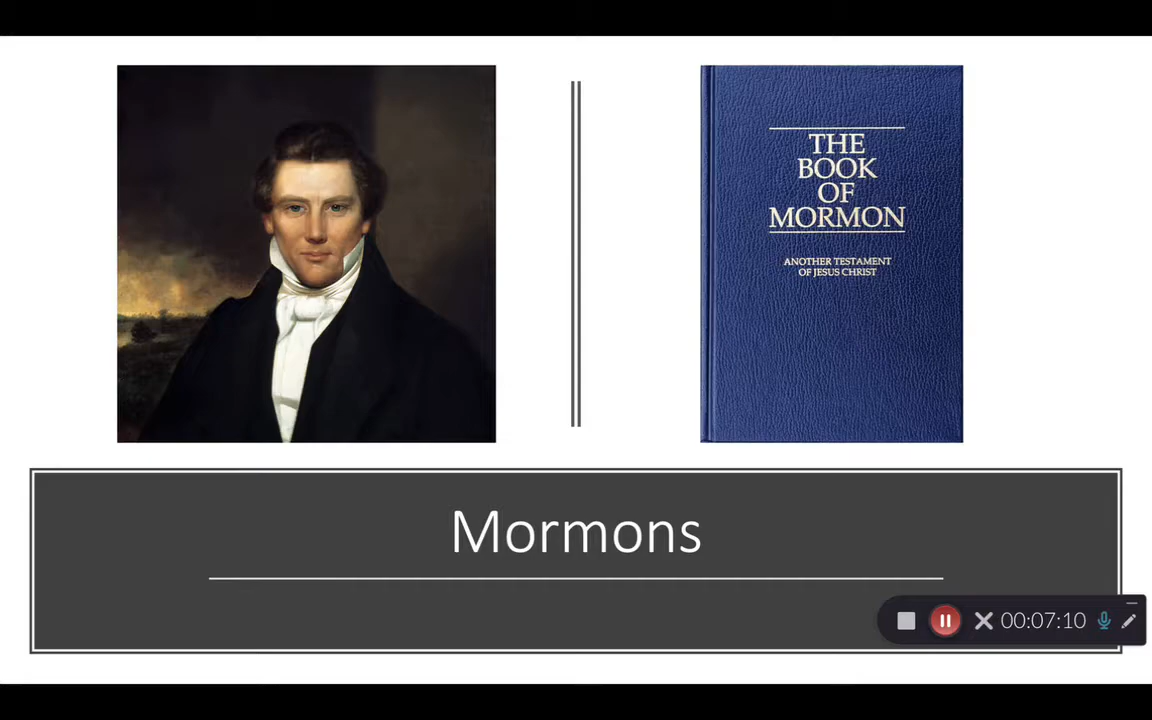 THE
BOOK
OF
MORMON
ANOTHER TESTAMENT
OF JESUS CHRIST
Mormons
00:07:10